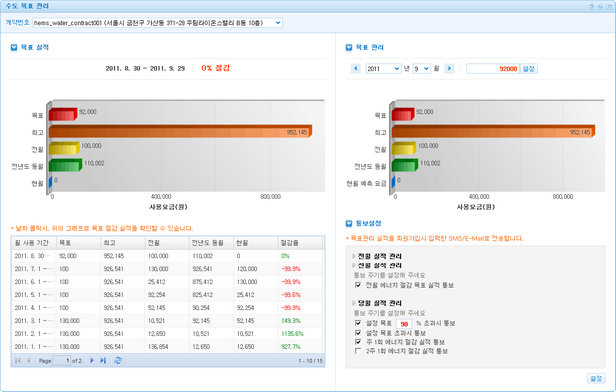 수도 목표 관리
계약번호 hems_water_contract001 (서울시 금천구 가산동 371-28 우림라이온스밸리 B동 10층)
목표 실적
2011. 8. 30 ~ 2011. 9. 29 0% 절감
목표 92,000
최고 952,145
전월 100,000
전년도 동월 110,002
현월 0
0 400,000 800,000
사용요금(원)
* 날짜 클릭시, 위의 그래프로 목표 절감 실적을 확인할 수 있습니다.
월 사용 기간 목표 최고 전월 전년도 동월 현월 절감율
2011. 8. 30··· 92,000 952,145 100,000 110,002 0 0%
2011. 7. 1 ~··· 100 926,541 130,000 926,541 120,000 -99.9%
2011. 6. 1 ~··· 100 926,541 25,412 875,412 130,000 -99.9%
2011. 5. 1 ~··· 100 926,541 92,254 825,412 25,412 -99.6%
2011. 4. 1 ~··· 100 926,541 52,145 62,254 92,254 -99.9%
2011. 3. 1 ~··· 130,000 926,541 10,521 92,145 52,145 149.3%
2011. 2. 1 ~··· 130,000 926,541 12,650 10,521 10,521 1135.6%
2011. 1. 1 ~··· 130,000 926,541 136,854 12,650 12,650 927.7%
Page 1 of 2 1 - 10 / 15
목표 관리
2011 년 9 월 92000 설정
목표 92,000
최고 952,145
전월 100,000
전년도 동월 110,002
현월 예측 요금 0
0 400,000 800,000
사용요금(원)
통보설정
* 목표관리 실적을 회원가입시 입력한 SMS/E-Mail로 전송합니다.
전월 실적 관리
전월 실적 관리
통보 주기를 설정해 주세요
전월 에너지 절감 목표 실적 통보
당월 실적 관리
통보 주기를 설정해 주세요
설정 목표 90 % 초과시 통보
설정 목표 초과시 통보
주 1회 에너지 절감 실적 통보
2주 1회 에너지 절감 실적 통보
설정